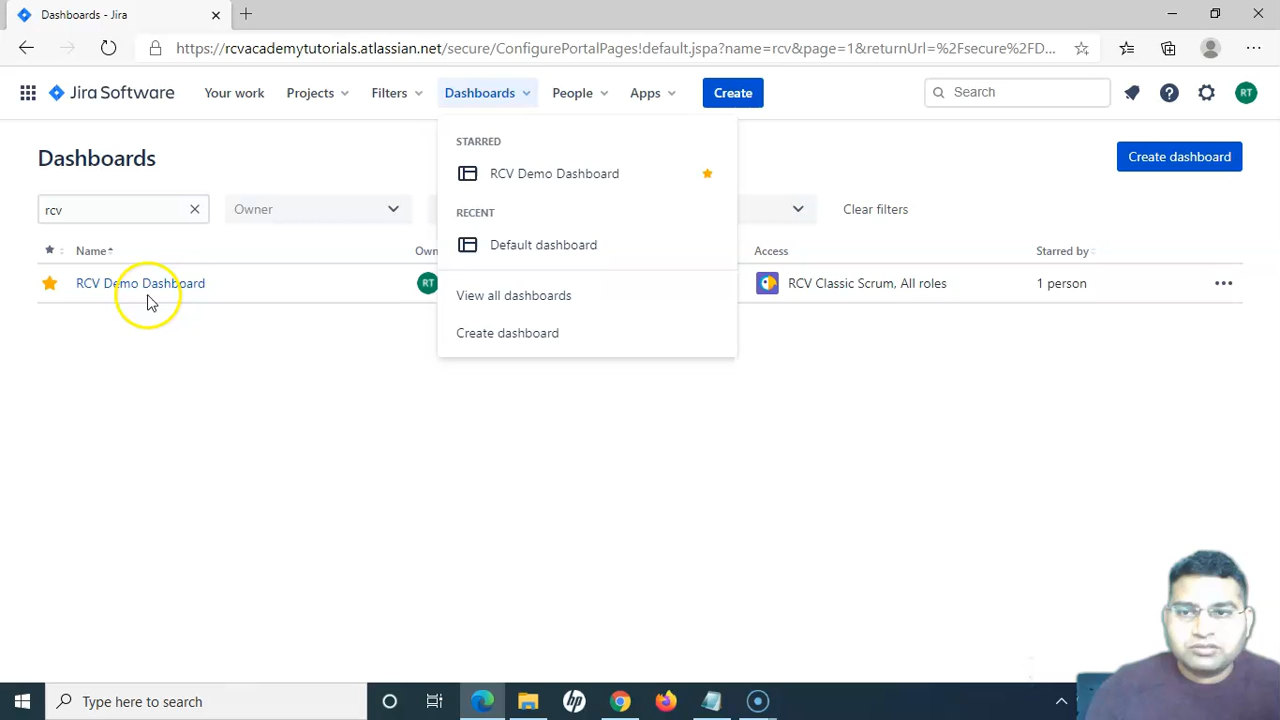 Dashboards - Jira
https://rcvacademytutorials.atlassian.net/secure/ConfigurePortalPages!default.jspa?name=rcv&page=1&returnUrl=%2Fsecure%2FD...
Jira Software Your work Projects Filters Dashboards People Apps Create Search RT
STARRED
Dashboards
Create dashboard
RCV Demo Dashboard
rcv Owner Clear filters
RECENT
Name Own Access Starred by
Default dashboard
RCV Demo Dashboard RT RCV Classic Scrum, All roles 1 person
View all dashboards
Create dashboard
Type here to search
hp